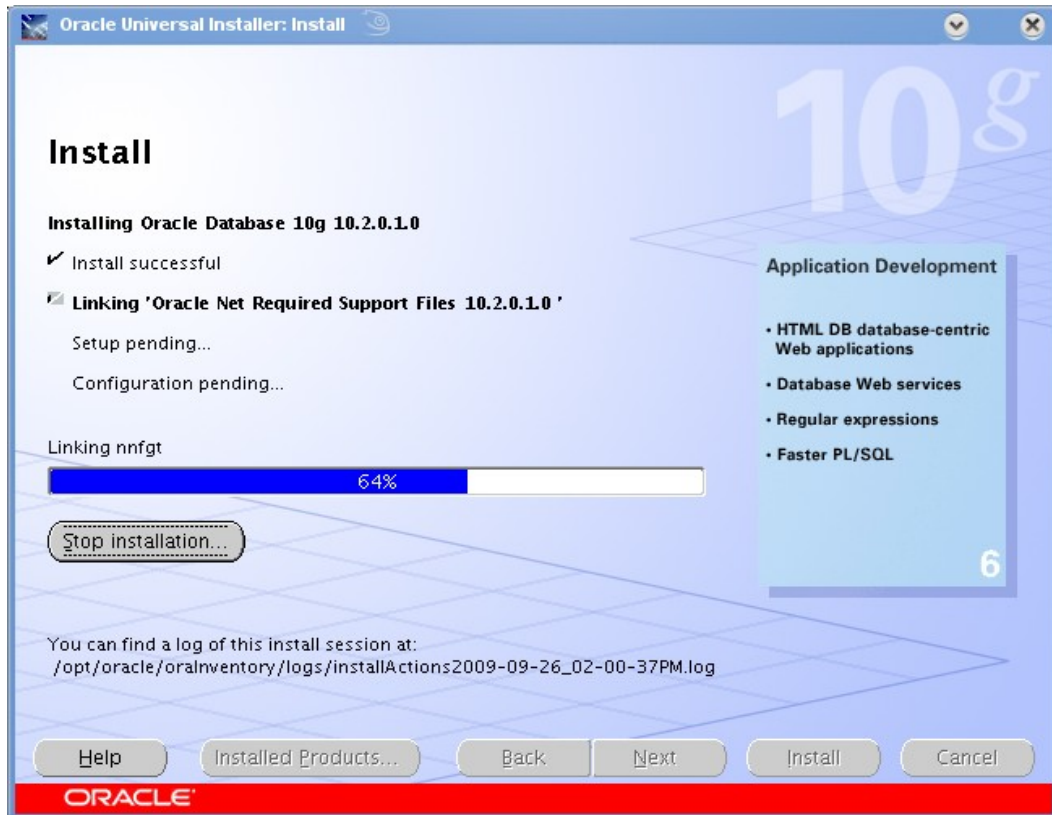 Oracle Universal Installer: Install
10g
Install
Installing Oracle Database 10g 10.2.0.1.0
Install successful
Linking 'Oracle Net Required Support Files 10.2.0.1.0 '
Setup pending...
Configuration pending...
Linking nnfgt
64%
Stop installation...
Application Development
• HTML DB database-centric
Web applications
• Database Web services
• Regular expressions
• Faster PL/SQL
6
You can find a log of this install session at:
/opt/oracle/oraInventory/logs/installActions2009-09-26_02-00-37PM.log
Help Installed Products... Back Next Install Cancel
ORACLE